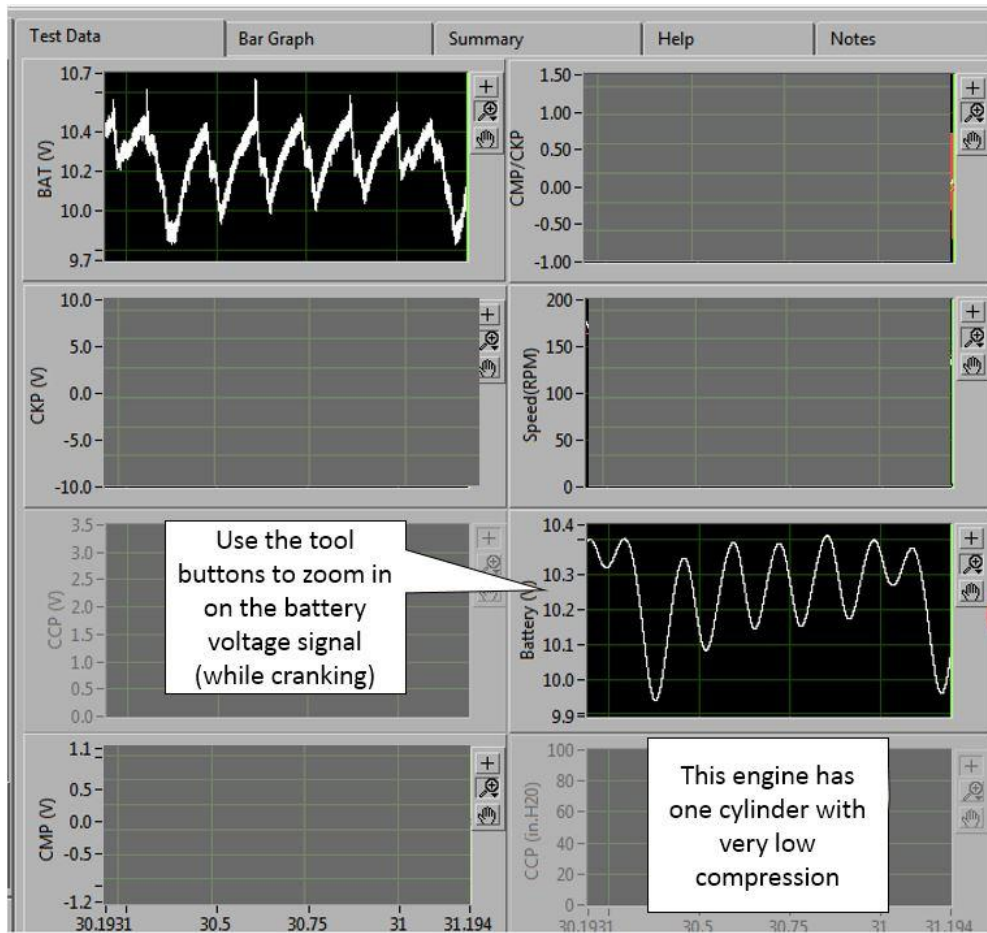 Test Data
Bar Graph
Summary
Help
Notes
10.7
10.4
10.2
10.0
9.7
BAT (V)
1.50
1.00
0.50
0.00
-0.50
-1.00
CMP/CKP
10.0
5.0
0.0
-5.0
-10.0
CKP (V)
200
150
100
50
0
Speed(RPM)
3.5
3.0
2.5
2.0
1.5
1.0
0.5
0.0
CCP (V)
Use the tool
buttons to zoom in
on the battery
voltage signal
(while cranking)
10.4
10.3
10.2
10.1
10.0
9.9
Battery (V)
1.1
0.5
0.0
-0.5
-1.2
CMP (V)
30.1931
30.5
30.75
31
31.194
100
80
60
40
20
0
CCP (in.H20)
This engine has
one cylinder with
very low
compression
30.1931
30.5
30.75
31
31.194